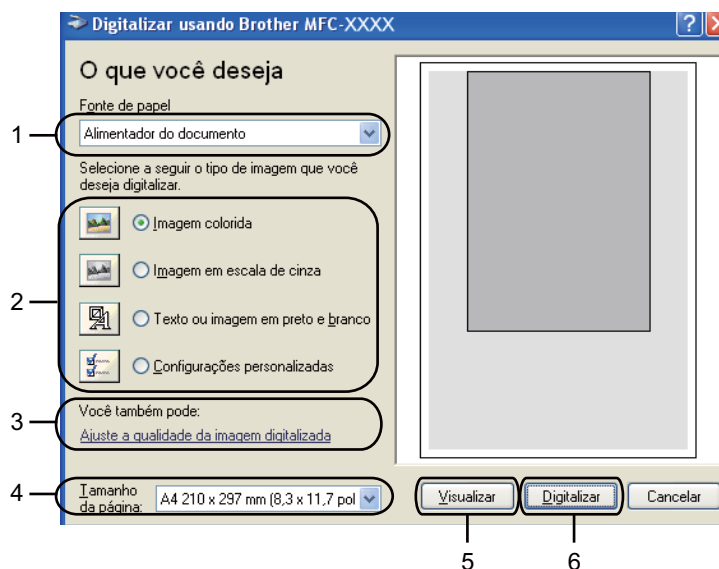 Digitalizar usando Brother MFC-XXXX
O que você deseja
Fonte de papel
1
Alimentador do documento
Selecione a seguir o tipo de imagem que você
deseja digitalizar.
2
Imagem colorida
Imagem em escala de cinza
Texto ou imagem em preto e branco
Configurações personalizadas
3
Você também pode:
Ajuste a qualidade da imagem digitalizada
4
Tamanho
da página:
A4 210 x 297 mm (8,3 x 11,7 pol
Visualizar
Digitalizar
Cancelar
5
6